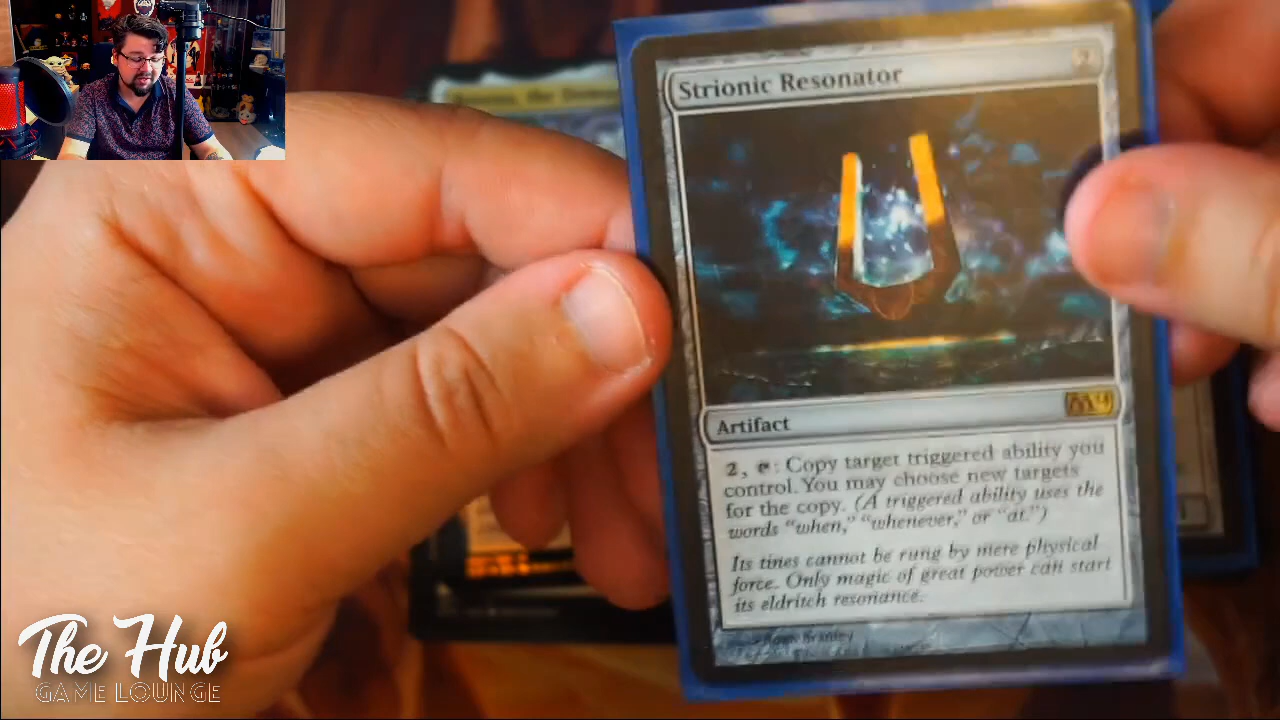 Strionic Resonator
2
Artifact
M14
2, T: Copy target triggered ability you
control. You may choose new targets
for the copy. (A triggered ability uses the
words “when,” “whenever,” or “at.”)
Its tines cannot be rung by mere physical
force. Only magic of great power can start
its eldritch resonance.
The Hub
GAME LOUNGE